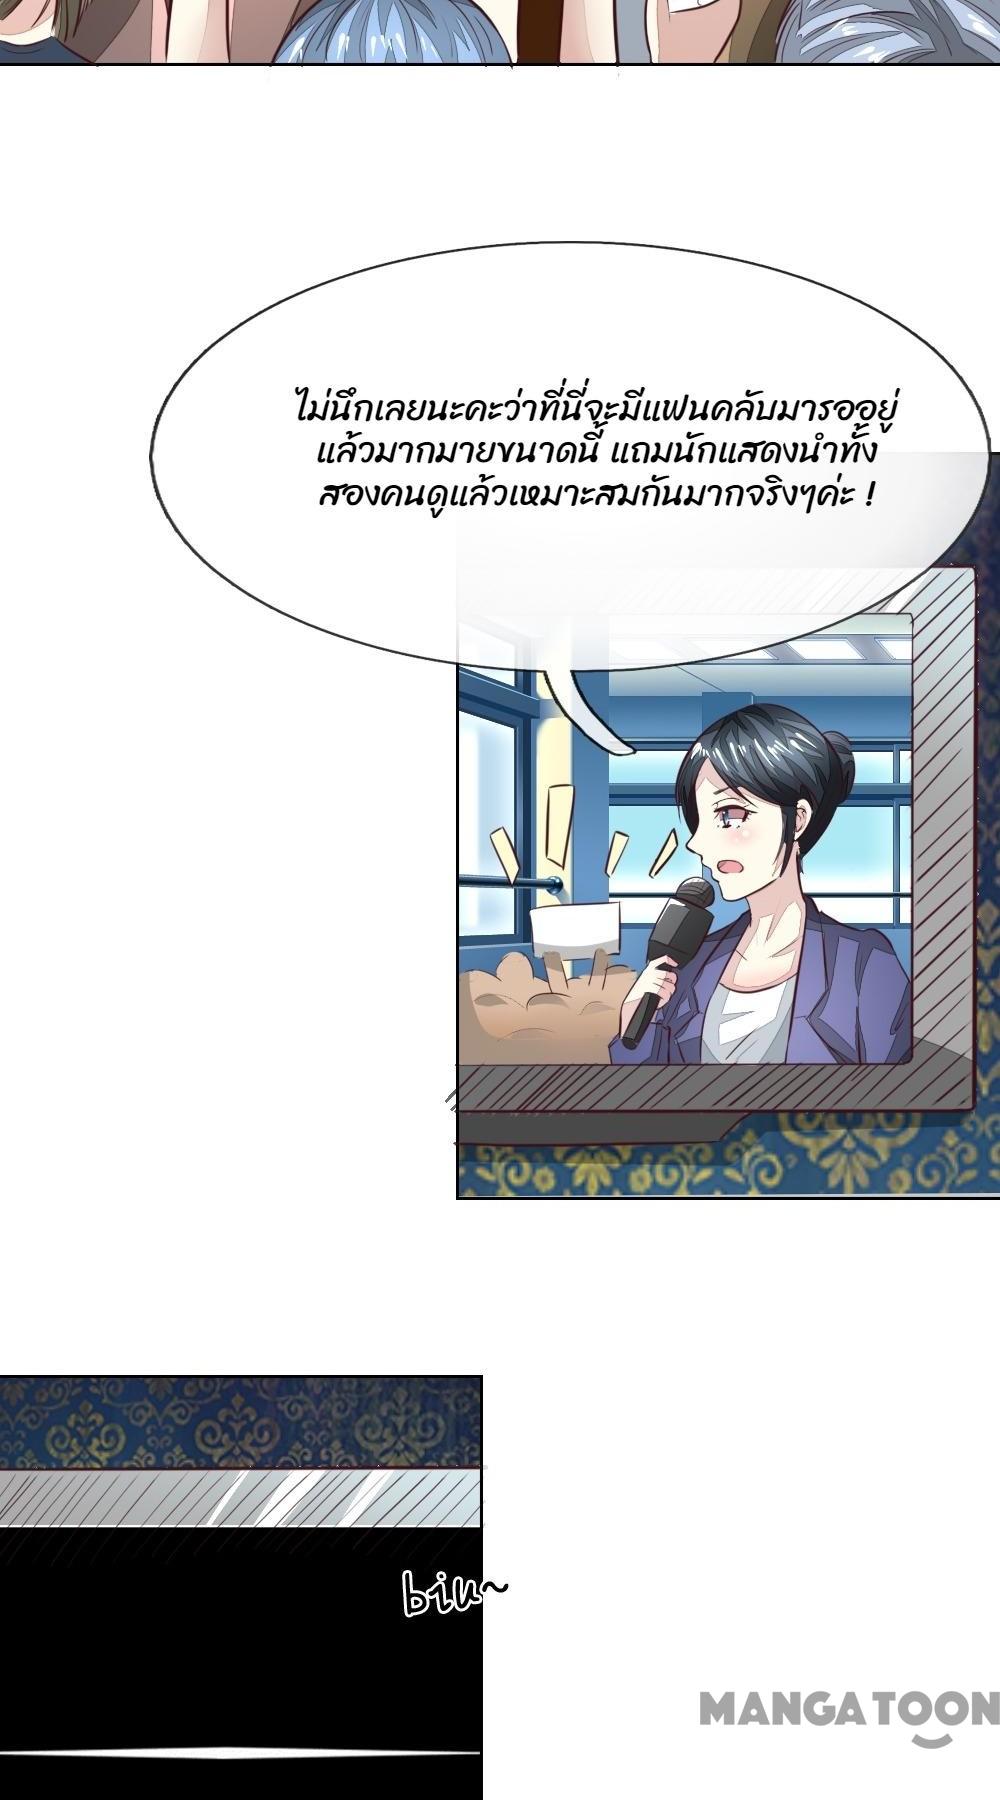 ไม่นึกเลยนะคะว่าที่นี่จะมีแฟนคลับมารออยู่
แล้วมากมายขนาดนี้ แถมนักแสดงนำทั้ง
สองคนดูแล้วเหมาะสมกันมากจริงๆค่ะ !
biu~
MANGATOON